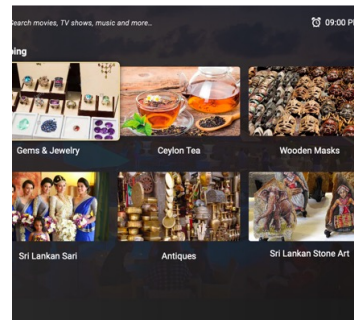 Search movies, TV shows, music and more..
09:00 P
ping
Gems & Jewelry
Ceylon Tea
Wooden Masks
Sri Lankan Sari
Antiques
Sri Lankan Stone Art